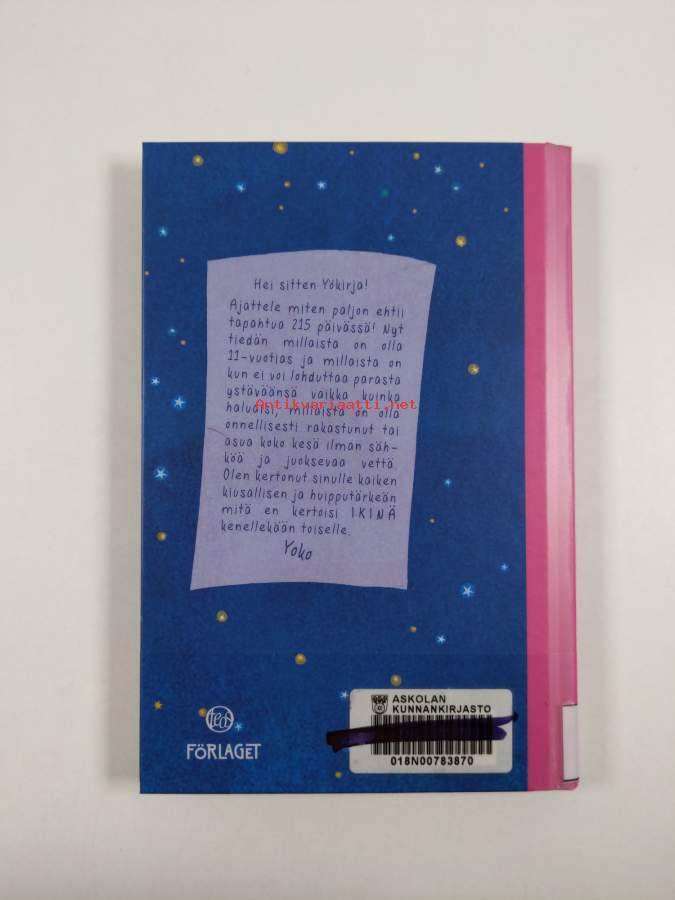 Hei sitten Yökirja!
Ajattele miten paljon ehtii
tapahtua 215 päivässä! Nyt
tiedän millaista on olla
11-vuotias ja millaista on
kun ei voi lohduttaa parasta
ystäväänsä vaikka kuinka
Antikvariaatti.net
haluaisi, millaista on olla
onnellisesti rakastunut tai
asua koko kesä ilman säh-
köä ja juoksevaa vettä.
Olen kertonut sinulle kaiken
kiusallisen ja huipputärkeän
mitä en kertoisi IKINÄ
kenellekään toiselle.
Yoko
FÖRLAGET
ASKOLAN
KUNNANKIRJASTO
018N00783870